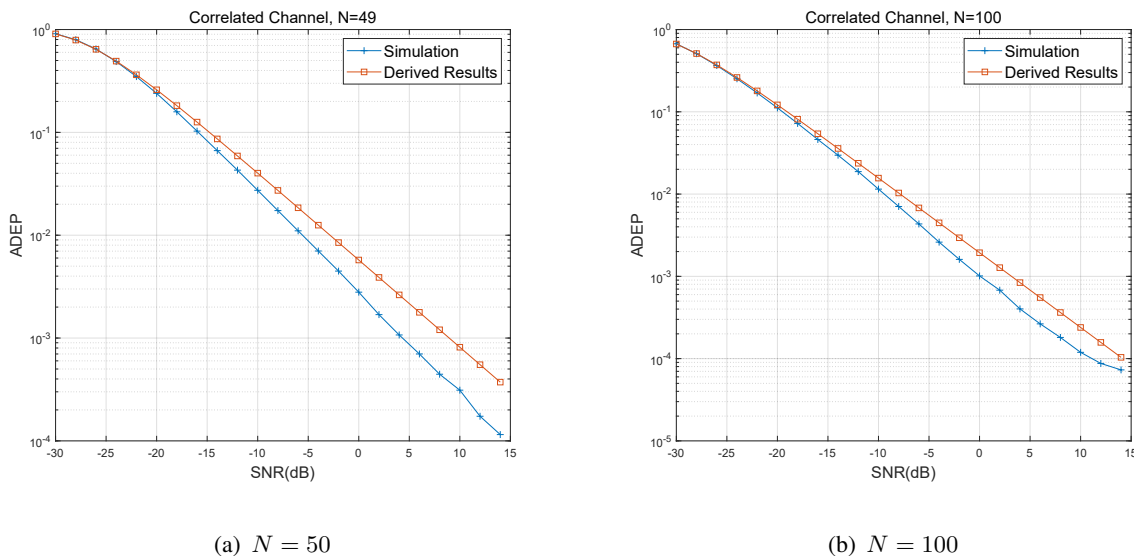 Correlated Channel, N=49
Simulation
Derived Results
10^0
10^-1
10^-2
10^-3
10^-4
ADEP
-30 -25 -20 -15 -10 -5 0 5 10 15
SNR(dB)
(a) N = 50
Correlated Channel, N=100
Simulation
Derived Results
10^0
10^-1
10^-2
10^-3
10^-4
10^-5
ADEP
-30 -25 -20 -15 -10 -5 0 5 10 15
SNR(dB)
(b) N = 100